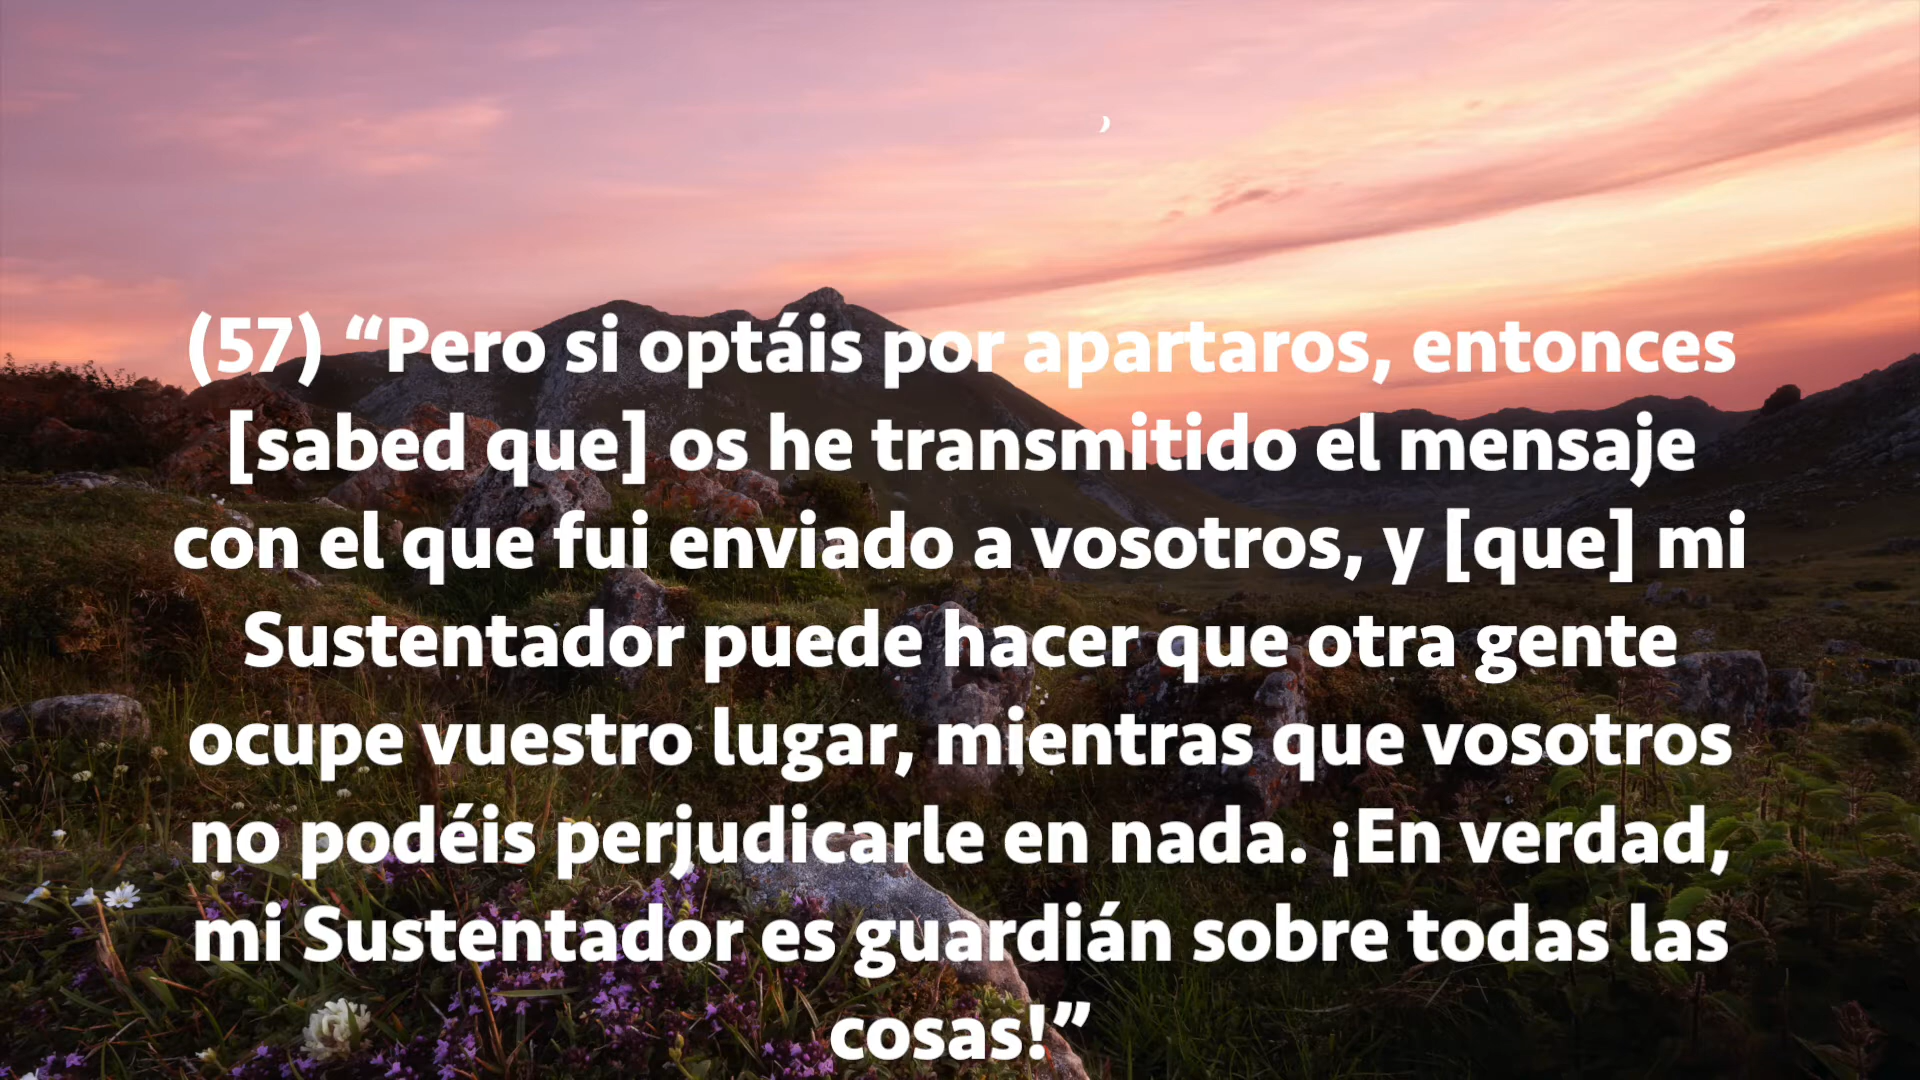 (57) “Pero si optáis por apartaros, entonces
[sabed que] os he transmitido el mensaje
con el que fui enviado a vosotros, y [que] mi
Sustentador puede hacer que otra gente
ocupe vuestro lugar, mientras que vosotros
no podéis perjudicarle en nada. ¡En verdad,
mi Sustentador es guardián sobre todas las
cosas!”